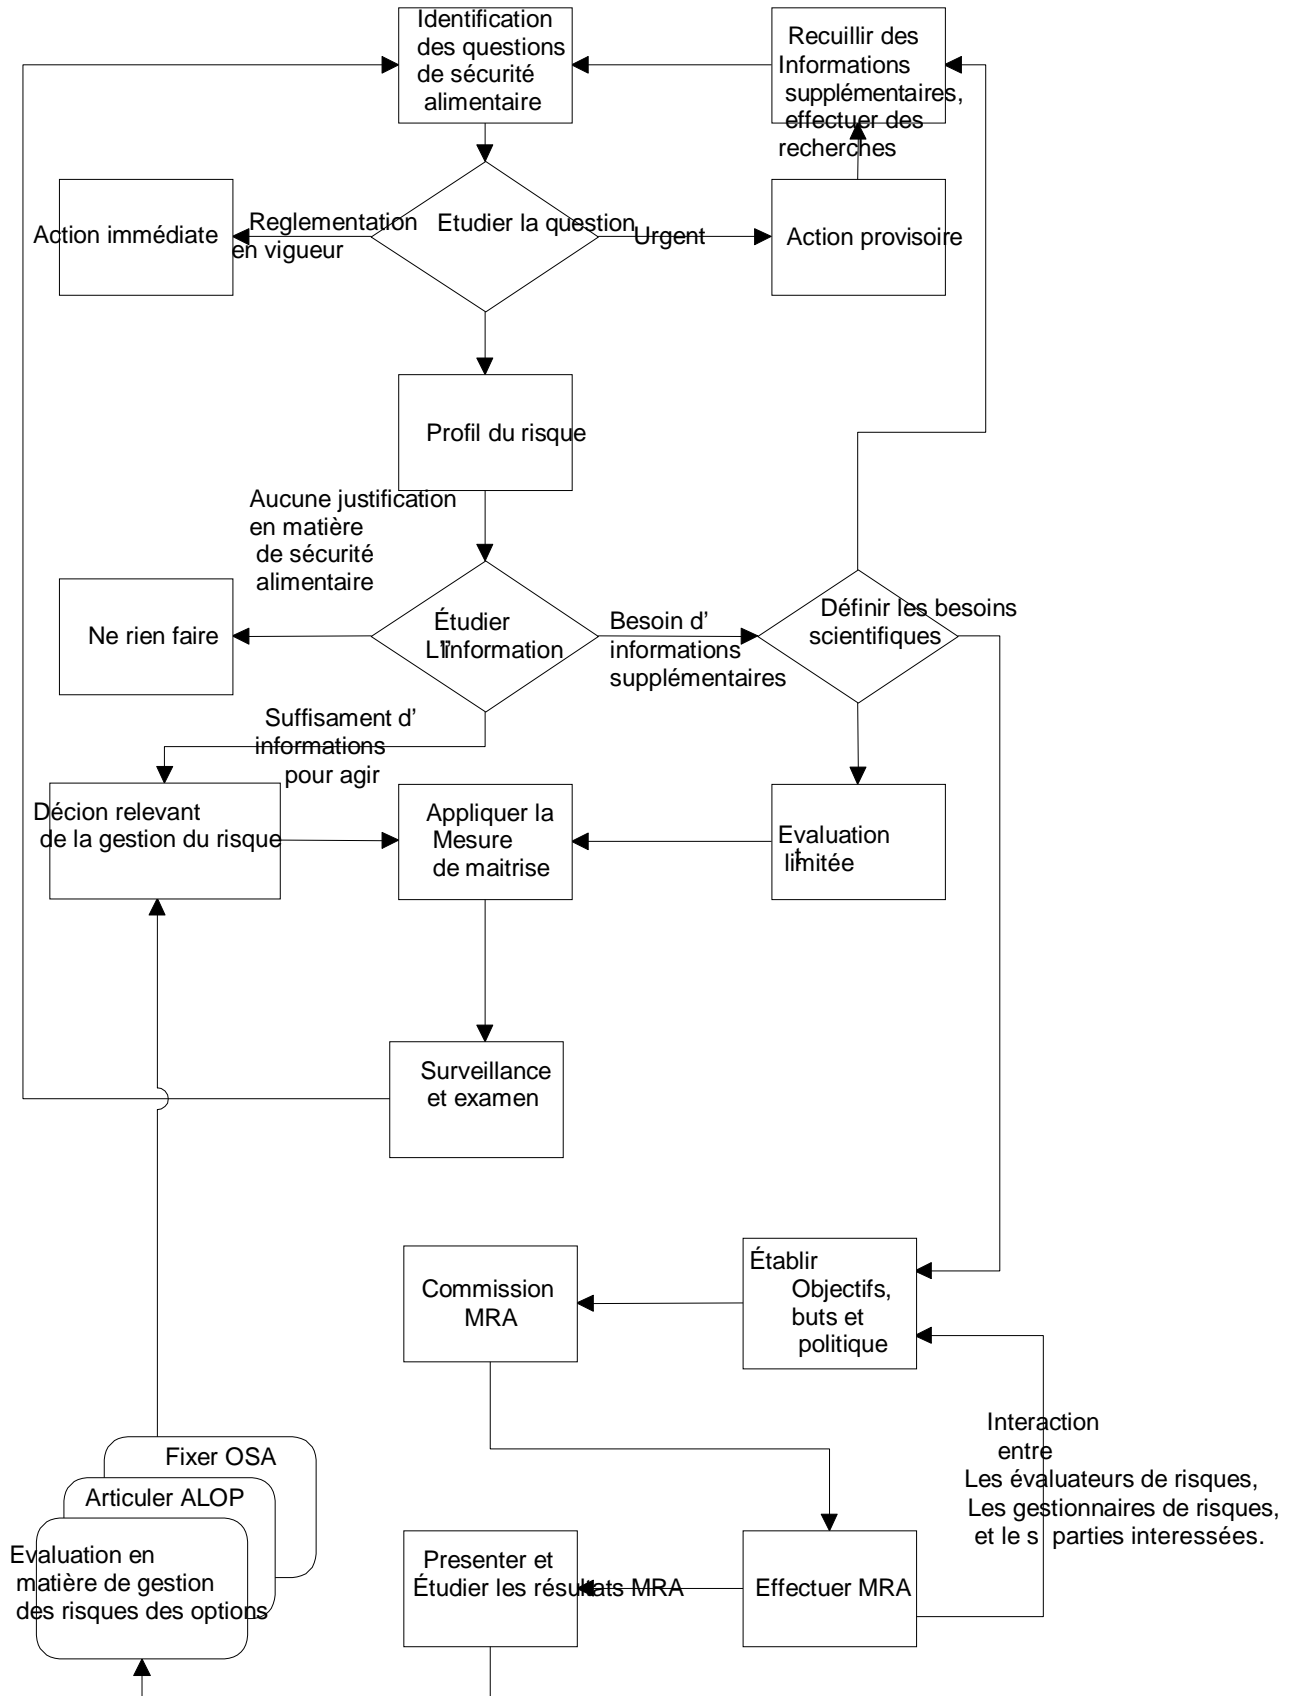 Identification
des questions
de sécurité
alimentaire
Recuillir des
Informations
supplémentaires,
effectuer des
recherches
Action immédiate
Reglementation
en vigueur
Etudier la question
Urgent
Action provisoire
Profil du risque
Aucune justification
en matière
de sécurité
alimentaire
Ne rien faire
Étudier
L'information
Besoin d’
informations
supplémentaires
Définir les besoins
scientifiques
Suffisament d’
informations
pour agir
Décion relevant
de la gestion du risque
Appliquer la
Mesure
de maitrise
Evaluation
limitée
Surveillance
et examen
Commission
MRA
Établir
Objectifs,
buts et
politique
Interaction
entre
Les évaluateurs de risques,
Les gestionnaires de risques,
et le s parties interessées.
Fixer OSA
Articuler ALOP
Evaluation en
matière de gestion
des risques des options
Presenter et
Étudier les résultats MRA
Effectuer MRA